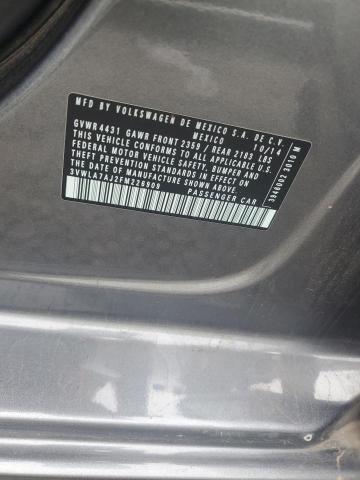 MFD BY VOLKSWAGEN DE MEXICO S.A. DE C.V.
MEXICO 10/14
GVWR 4431 GAWR FRONT 2359 / REAR 2183 LBS
THIS VEHICLE CONFORMS TO ALL APPLICABLE U.S.
FEDERAL MOTOR VEHICLE SAFETY BUMPER AND
THEFT PREVENTION STANDARDS IN EFFECT ON
THE DATE OF MANUFACTURE SHOWN ABOVE
3VWLA7AJ2FM226909 PASSENGER CAR